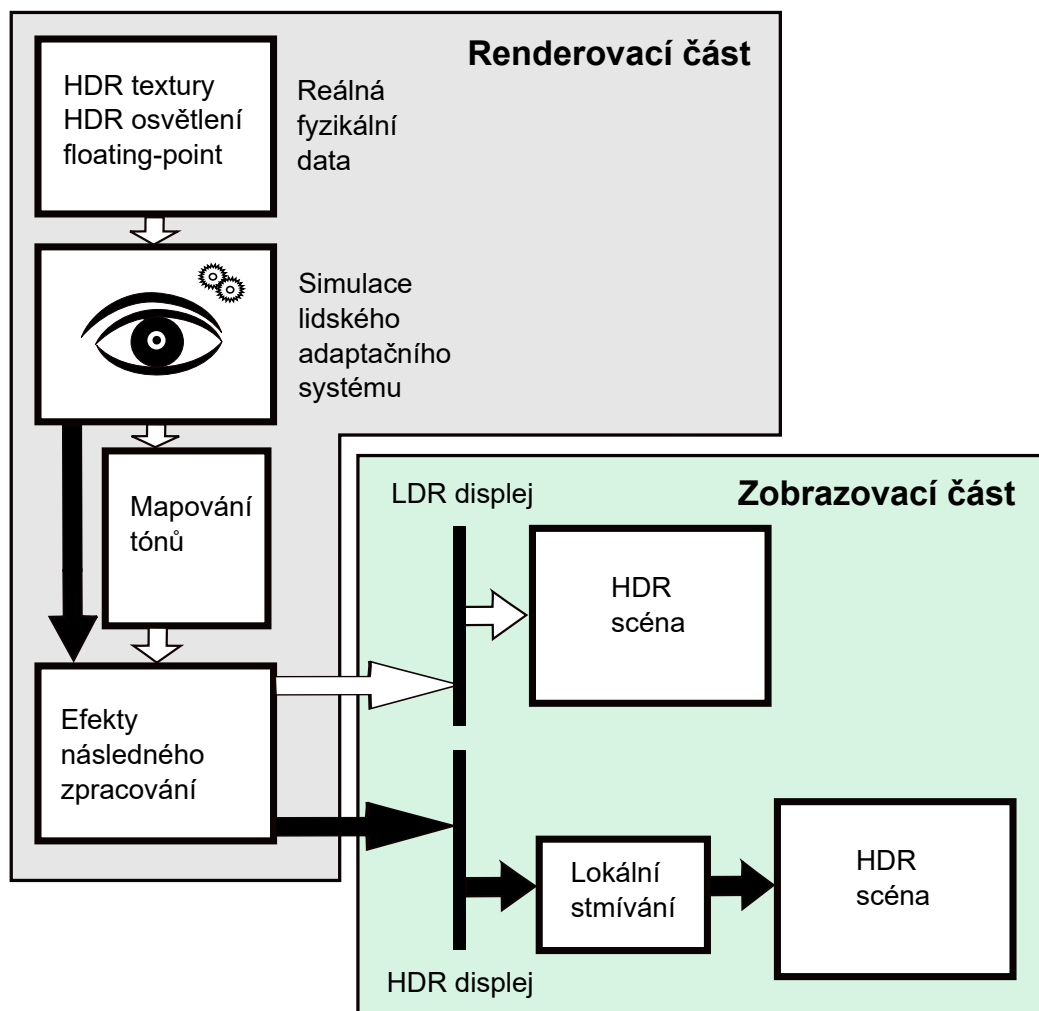 Renderovací část
HDR textury
HDR osvětlení
floating-point
Reálná
fyzikální
data
Simulace
lidského
adaptačního
systému
Mapování
tónů
Efekty
následného
zpracování
Zobrazovací část
LDR displej
HDR
scéna
Lokální
stmívání
HDR
scéna
HDR displej